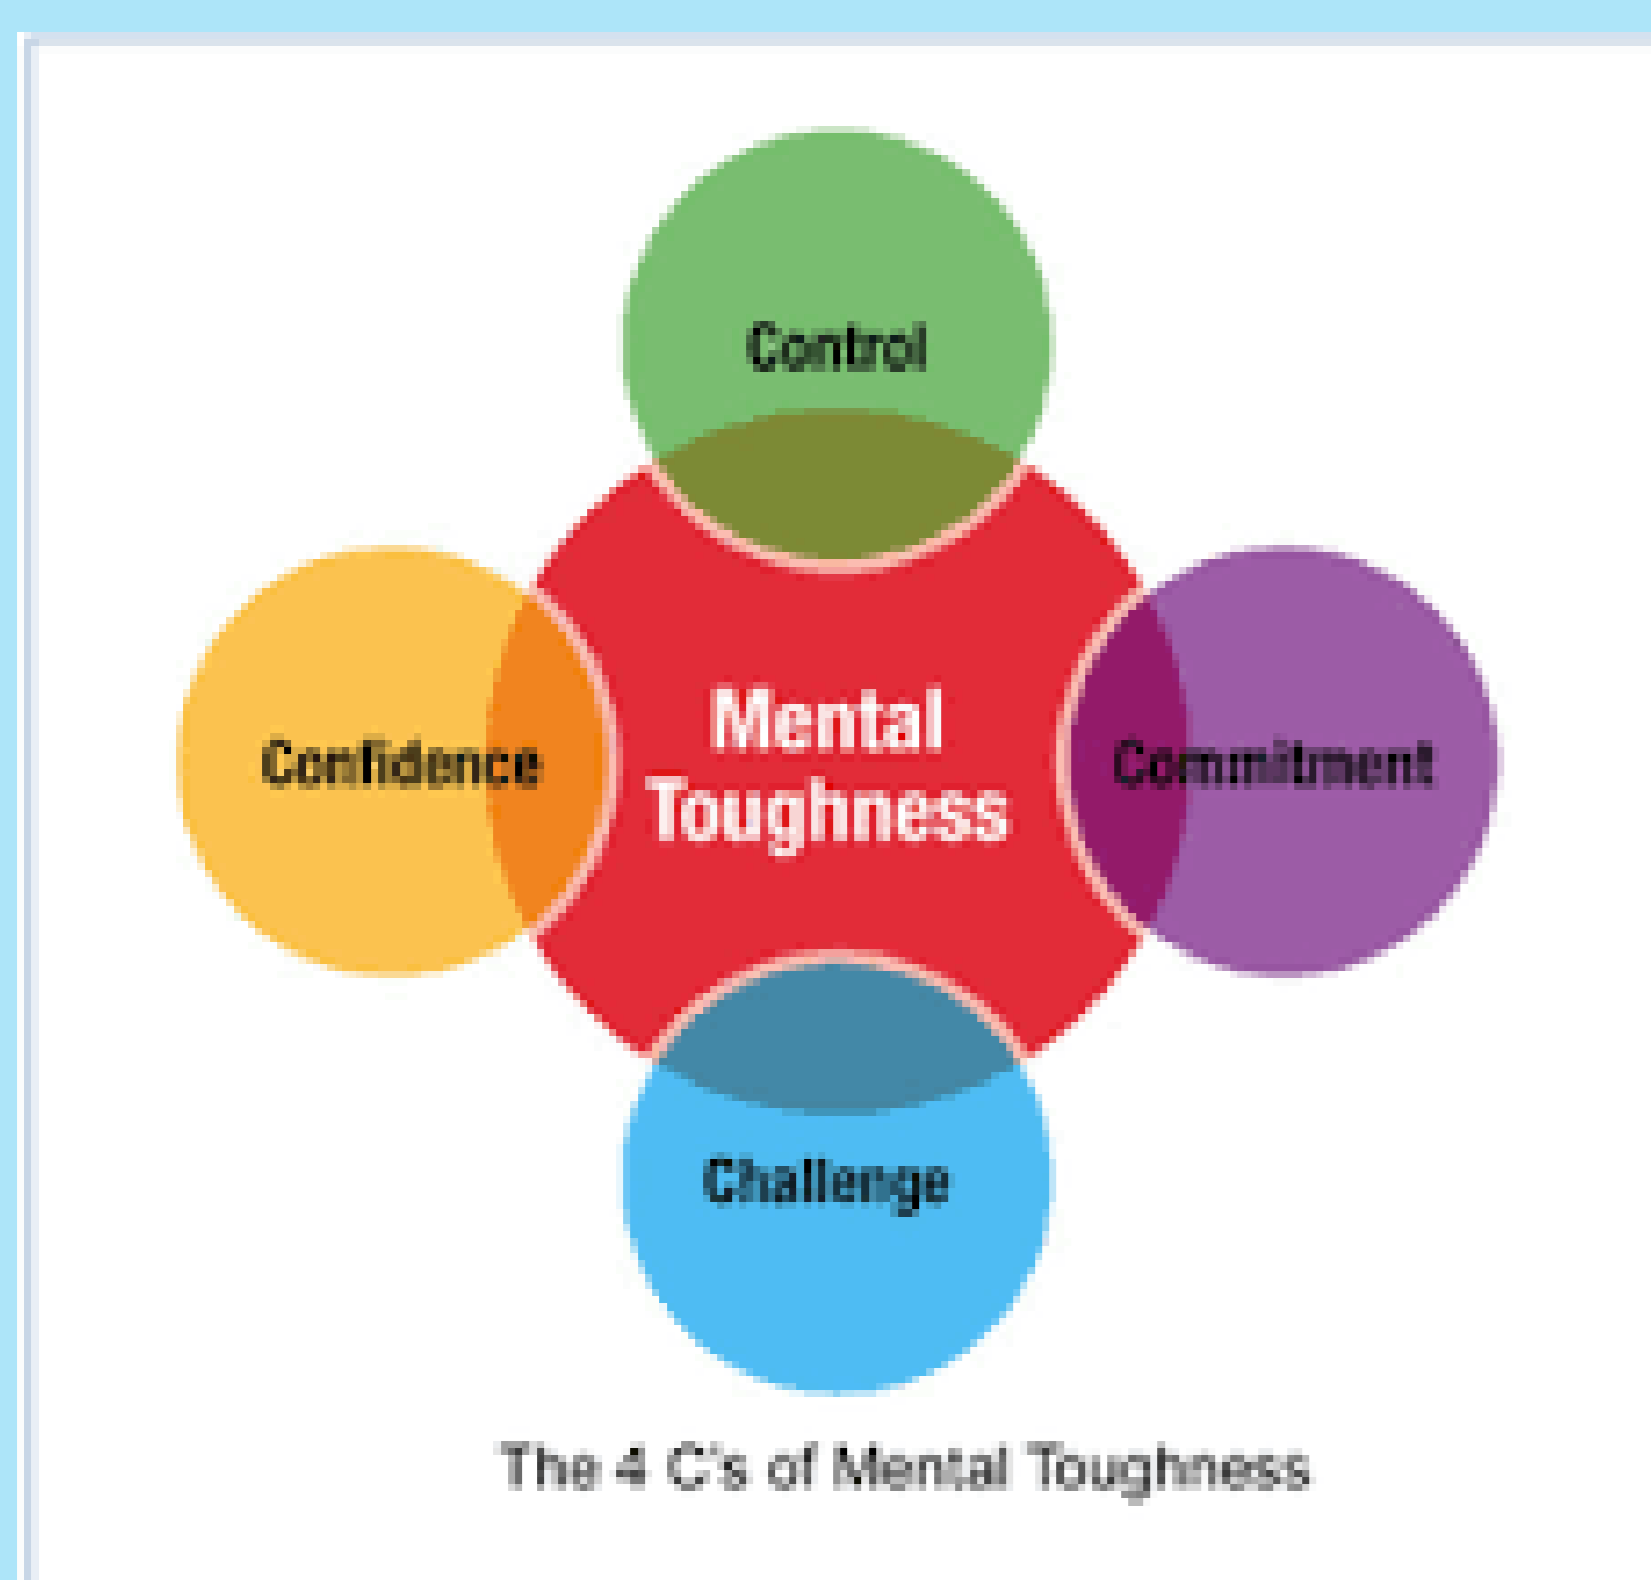 Control
Confidence
Mental
Toughness
Commitment
Challenge
The 4 C's of Mental Toughness